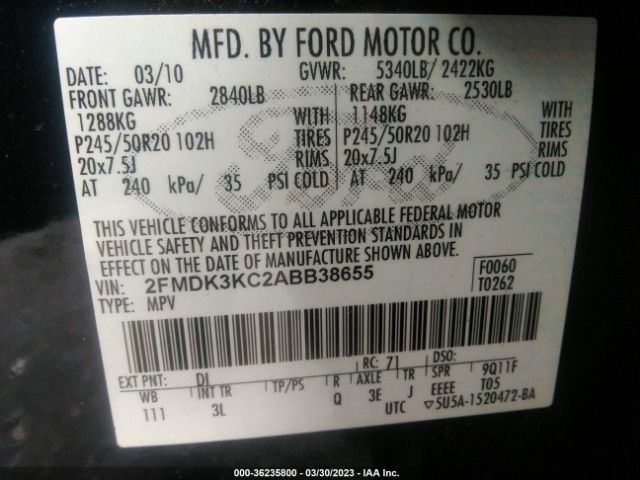 MFD. BY FORD MOTOR CO.
DATE: 03/10 GVWR: 5340LB/ 2422KG
FRONT GAWR: 2840LB REAR GAWR: 2530LB
1288KG WITH 1148KG WITH
P245/50R20 102H TIRES P245/50R20 102H TIRES
20x7.5J RIMS 20x7.5J RIMS
AT 240 kPa/ 35 PSI COLD AT 240 kPa/ 35 PSI COLD
Ford
THIS VEHICLE CONFORMS TO ALL APPLICABLE FEDERAL MOTOR
VEHICLE SAFETY AND THEFT PREVENTION STANDARDS IN
EFFECT ON THE DATE OF MANUFACTURE SHOWN ABOVE.
VIN: 2FMDK3KC2ABB38655 F0060
TYPE: MPV T0262
EXT PNT: DJ RC: 71 DSO:
WB INT TR TP/PS R AXLE TR SPR 9Q11F
111 3L Q 3E J EEEE T05
UTC ▽5U5A-1520472-BA
000-36235800 - 03/30/2023 - IAA Inc.